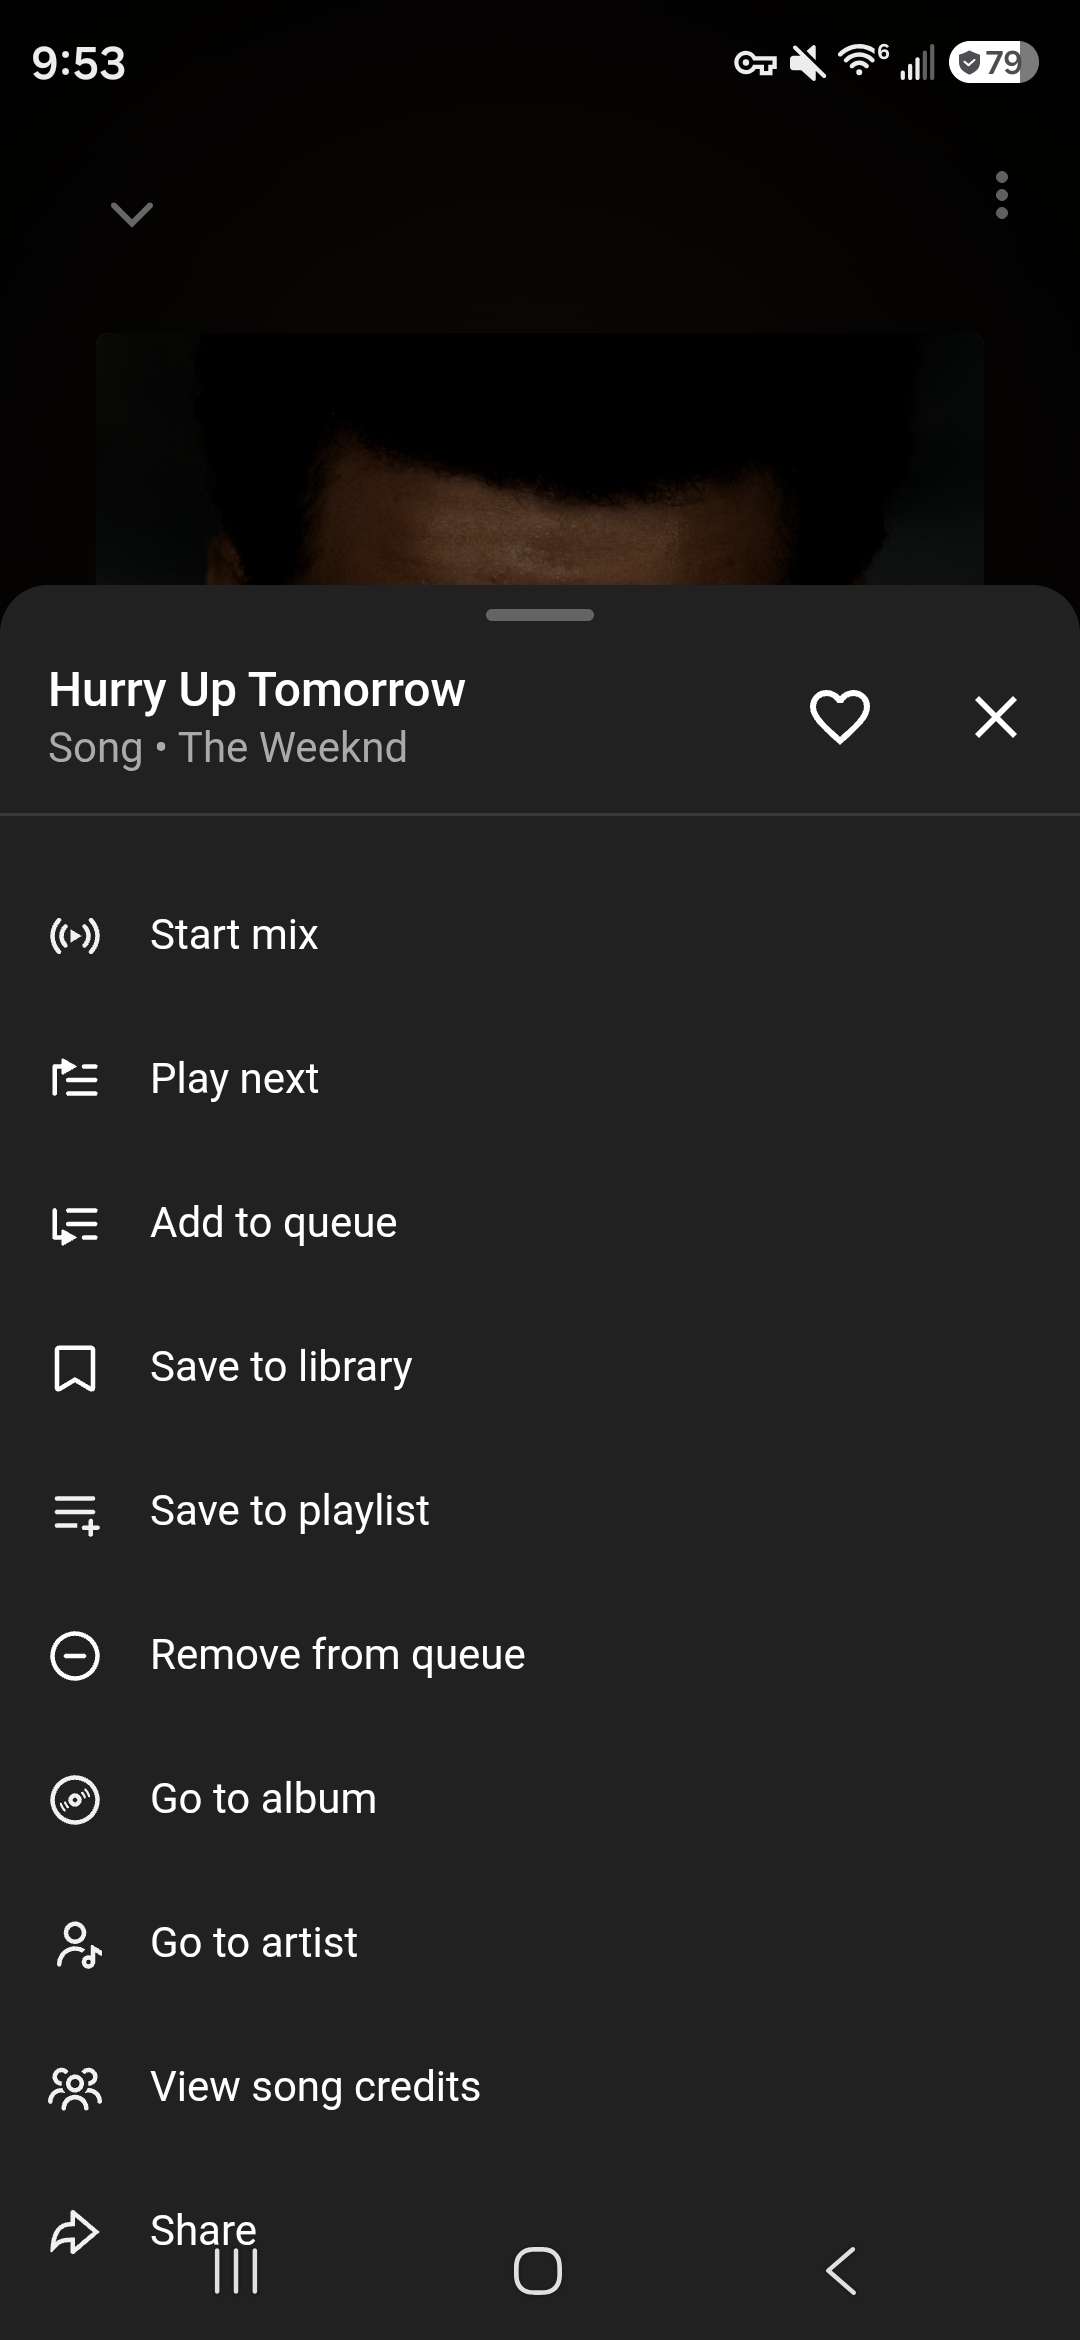 9:53
6
79
Hurry Up Tomorrow
Song • The Weeknd
Start mix
Play next
Add to queue
Save to library
Save to playlist
Remove from queue
Go to album
Go to artist
View song credits
Share